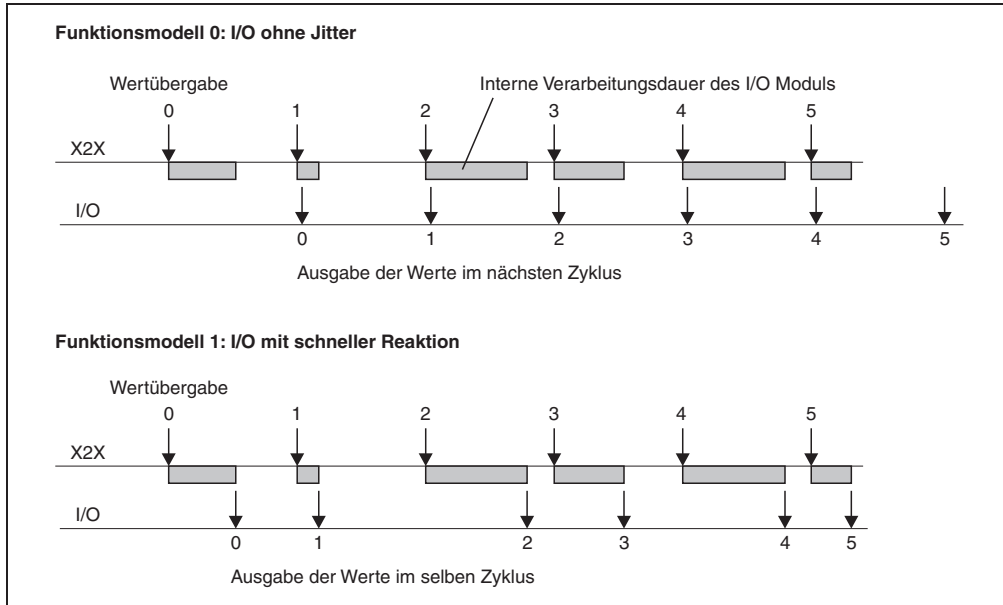 Funktionsmodell 0: I/O ohne Jitter
Wertübergabe
Interne Verarbeitungsdauer des I/O Moduls
0 1 2 3 4 5
X2X
I/O
0 1 2 3 4 5
Ausgabe der Werte im nächsten Zyklus
Funktionsmodell 1: I/O mit schneller Reaktion
Wertübergabe
0 1 2 3 4 5
X2X
I/O
0 1 2 3 4 5
Ausgabe der Werte im selben Zyklus